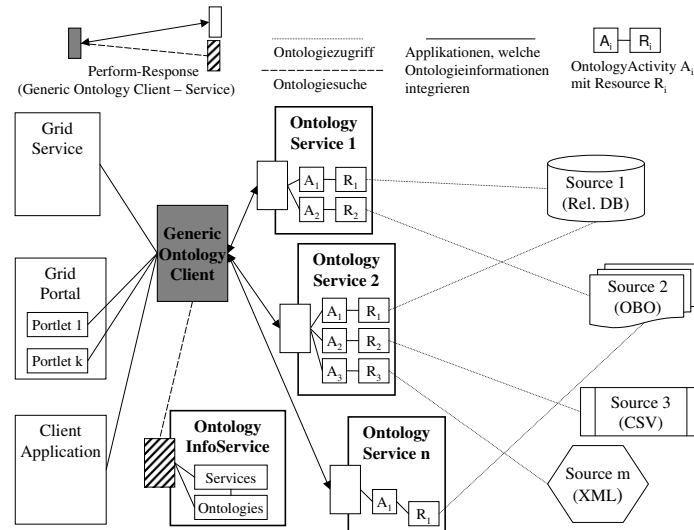 Perform-Response
(Generic Ontology Client – Service)
Ontologiezugriff
Ontologiesuche
Applikationen, welche
Ontologieinformationen
integrieren
A i
R i
OntologyActivity A i
mit Resource R i
Grid
Service
Grid
Portal
Portlet 1
Portlet k
Client
Application
Generic
Ontology
Client
Ontology
InfoService
Services
Ontologies
Ontology
Service 1
A 1
R 1
A 2
R 2
Ontology
Service 2
A 1
R 1
A 2
R 2
A 3
R 3
Ontology
Service n
A 1
R 1
Source 1
(Rel. DB)
Source 2
(OBO)
Source 3
(CSV)
Source m
(XML)